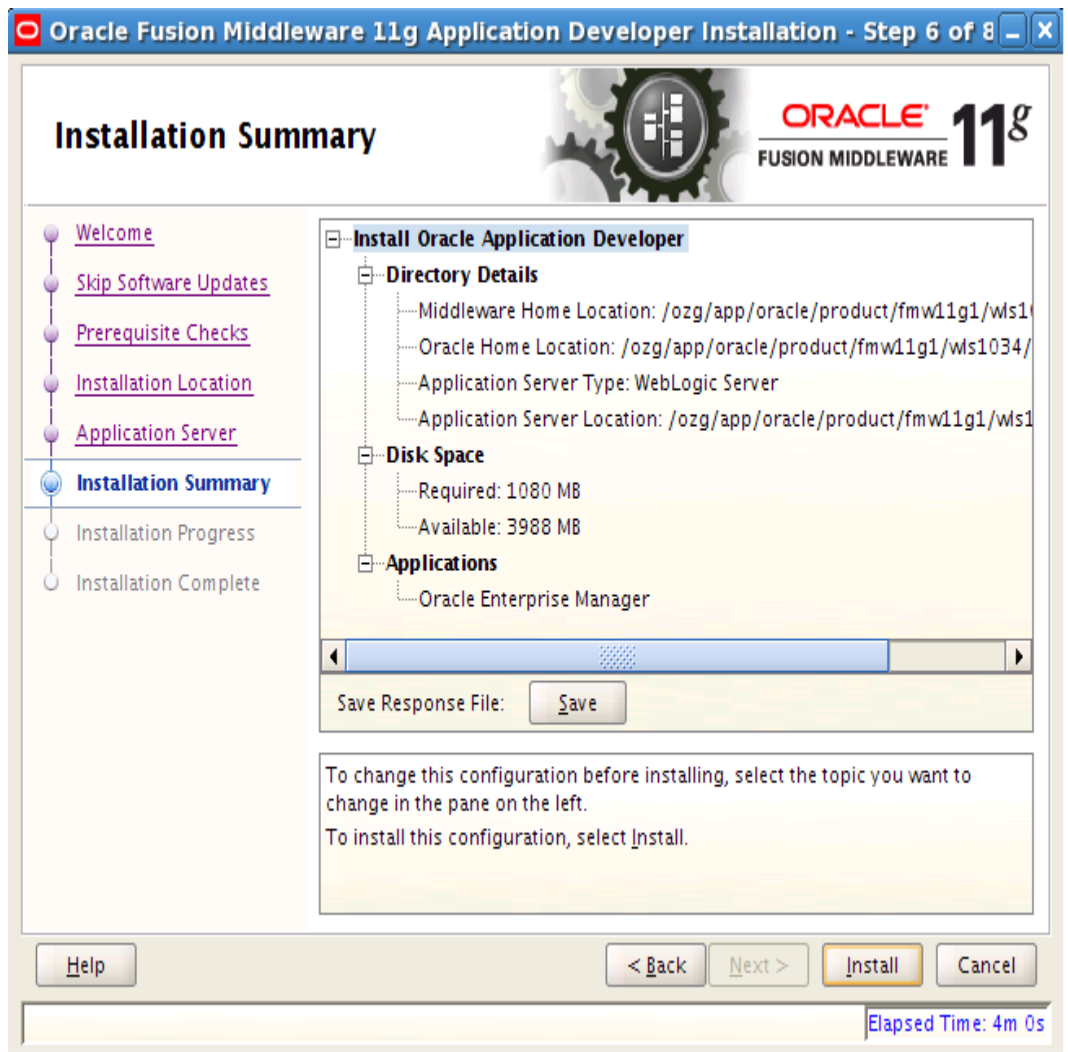 Oracle Fusion Middleware 11g Application Developer Installation - Step 6 of 8
Installation Summary
ORACLE
FUSION MIDDLEWARE
11g
Welcome
Skip Software Updates
Prerequisite Checks
Installation Location
Application Server
Installation Summary
Installation Progress
Installation Complete
Install Oracle Application Developer
Directory Details
Middleware Home Location: /ozg/app/oracle/product/fmw11g1/wls1
Oracle Home Location: /ozg/app/oracle/product/fmw11g1/wls1034/
Application Server Type: WebLogic Server
Application Server Location: /ozg/app/oracle/product/fmw11g1/wls1
Disk Space
Required: 1080 MB
Available: 3988 MB
Applications
Oracle Enterprise Manager
Save Response File: Save
To change this configuration before installing, select the topic you want to
change in the pane on the left.
To install this configuration, select Install.
Help < Back Next > Install Cancel
Elapsed Time: 4m 0s